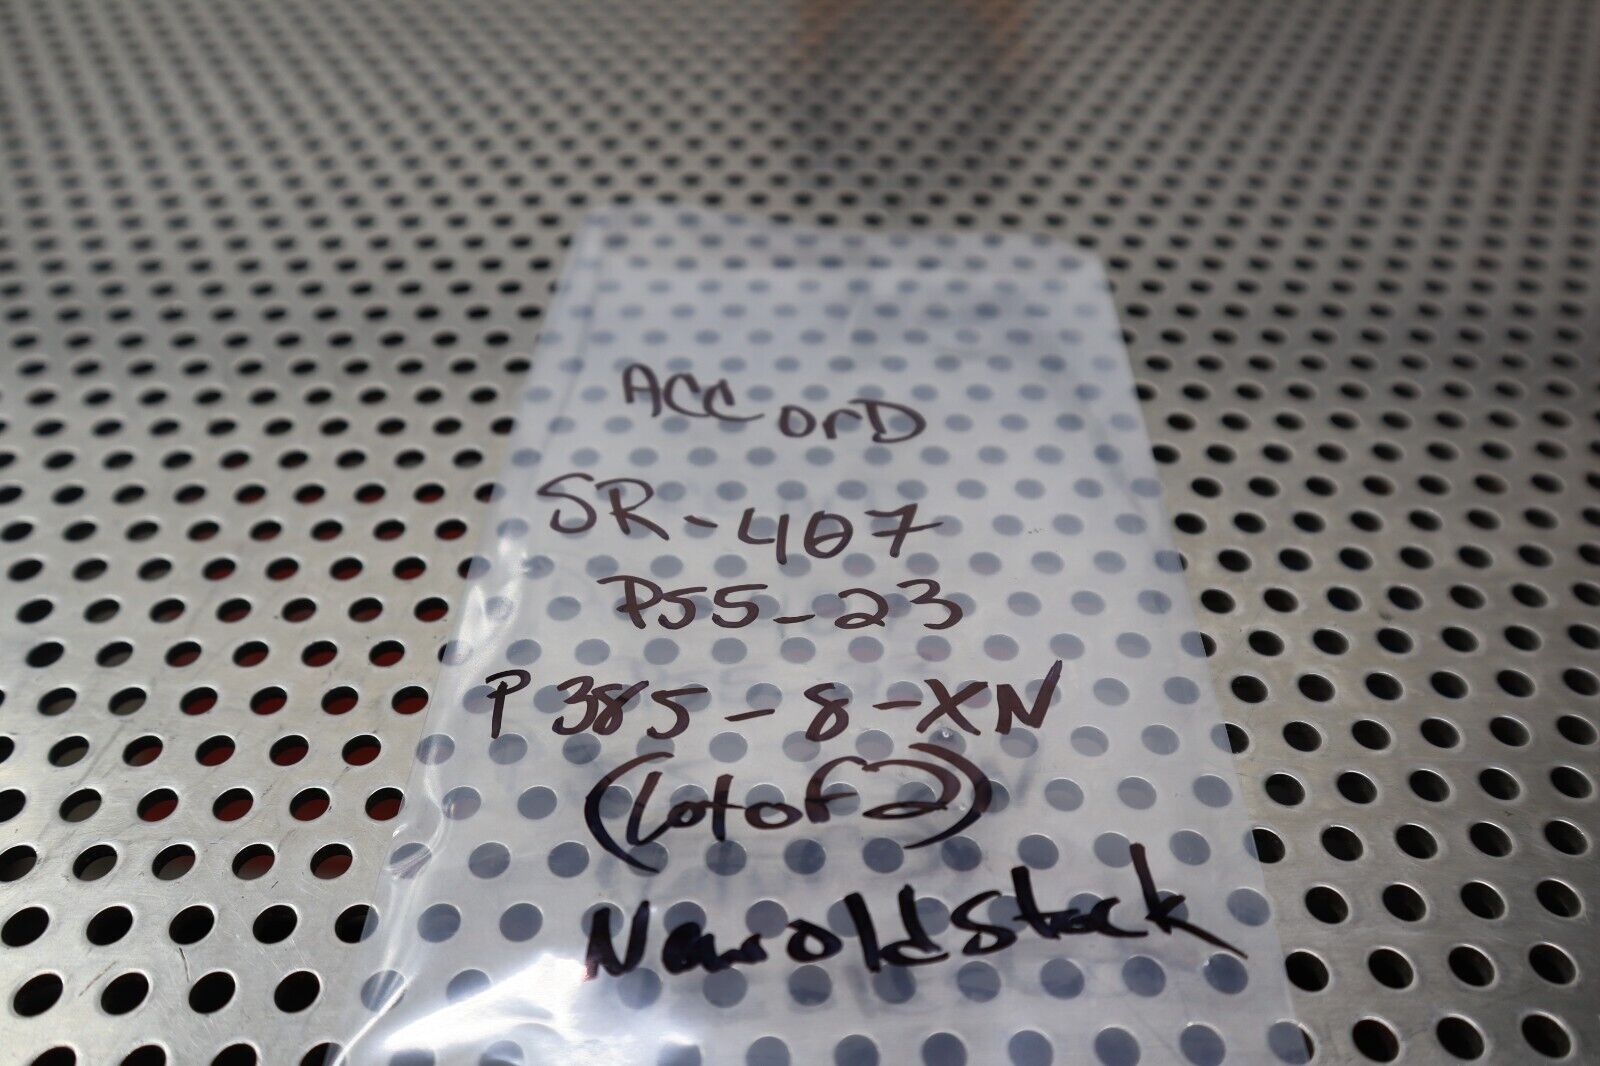 ACCorD
SR-407
P55-23
P385-8-XN
(Lot of 2)
New old Stock